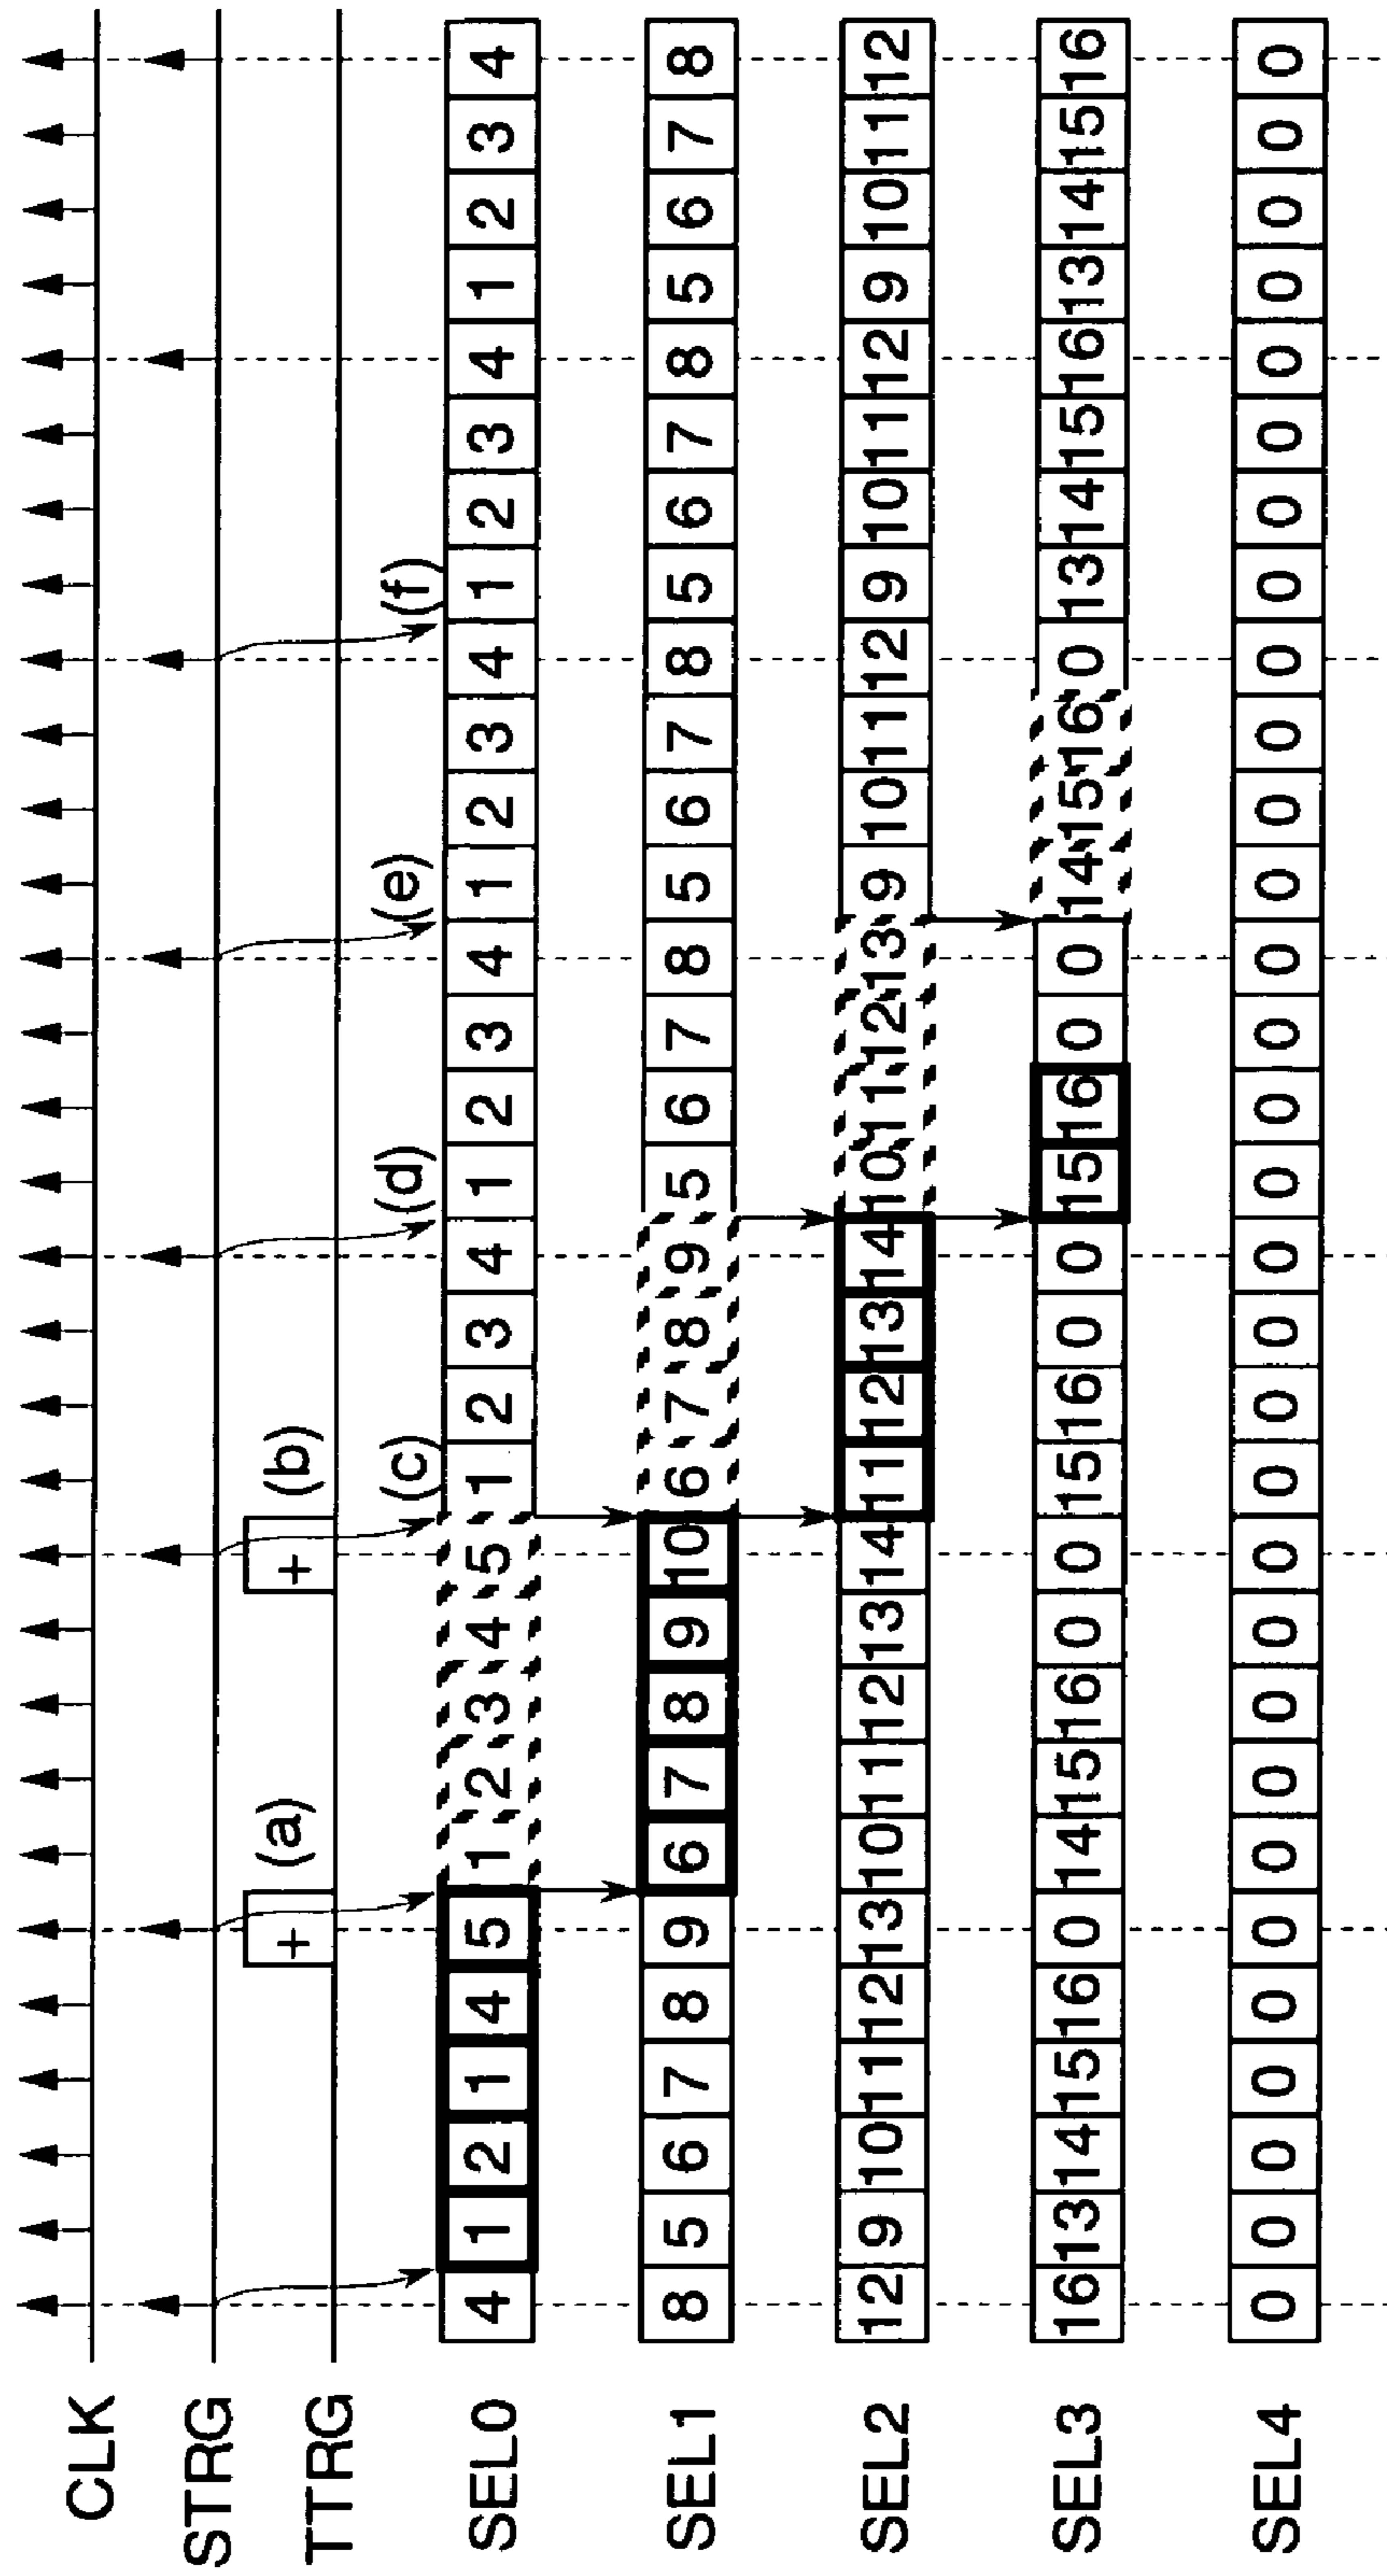 CLK
STRG
TTRG + (a) + (b)
(c) (d) (e) (f)
SEL0 4 1 2 1 4 5 1 2 3 4 5 1 2 3 4 1 2 3 4 1 2 3 4 1 2 3 4 1 2 3 4
SEL1 8 5 6 7 8 9 6 7 8 9 10 6 7 8 9 5 6 7 8 5 6 7 8 5 6 7 8 5 6 7 8
SEL2 12 9 10 11 12 13 10 11 12 13 14 11 12 13 14 10 11 12 13 9 10 11 12 9 10 11 12 9 10 11 12
SEL3 16 13 14 15 16 0 14 15 16 0 0 15 16 0 0 15 16 0 0 14 15 16 0 13 14 15 16 13 14 15 16
SEL4 0 0 0 0 0 0 0 0 0 0 0 0 0 0 0 0 0 0 0 0 0 0 0 0 0 0 0 0 0 0 0